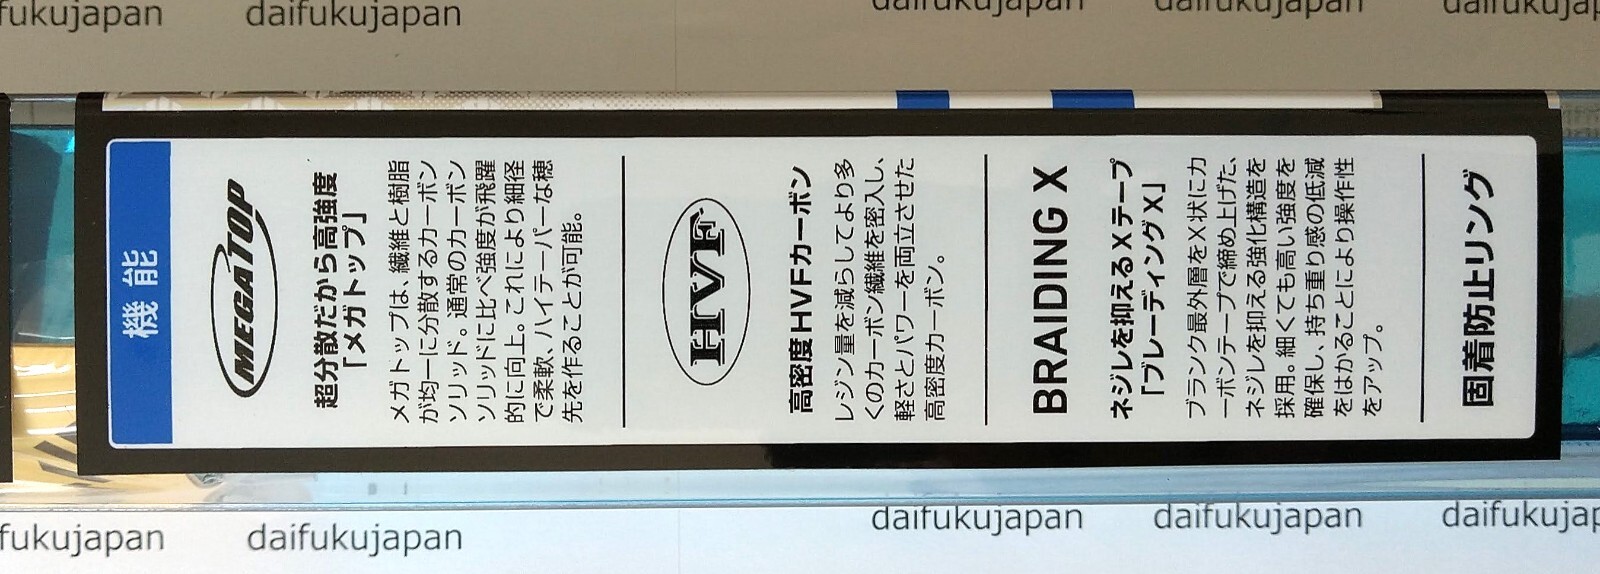 daifukujapan
daifukujapan
daifukujapan
daifukujapan
機能
MEGATOP
超分散だから高強度
「メガトップ」
メガトップは、繊維と樹脂
が均一に分散するカーボン
ソリッド。通常のカーボン
ソリッドに比べ強度が飛躍
的に向上。これにより細径
で柔軟、ハイテーパーな穂
先を作ることが可能。
HVF
高密度HVFカーボン
レジン量を減らしてより多
くのカーボン繊維を密入し、
軽さとパワーを両立させた
高密度カーボン。
BRAIDING X
ネジレを抑えるXテープ
「ブレーディングX」
ブランク最外層をX状にカ
ーボンテープで締め上げた、
ネジレを抑える強化構造を
採用。細くても高い強度を
確保し、持ち重り感の低減
をはかることにより操作性
をアップ。
固着防止リング
daifukujapan
daifukujapan
daifukujapan